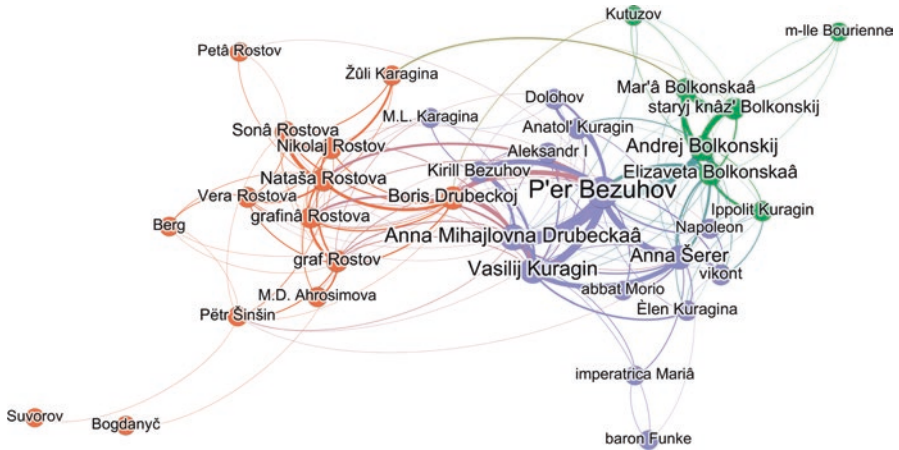 Kutuzov
m-lle Bourienne
Petâ Rostov
Žûli Karagina
Mar'â Bolkonskaâ
Dolohov
staryj knâz' Bolkonskij
M.L. Karagina
Anatol' Kuragin
Sonâ Rostova
Nikolaj Rostov
Aleksandr I
Andrej Bolkonskij
Kirill Bezuhov
Elizaveta Bolkonskaâ
Nataša Rostova
P'er Bezuhov
Vera Rostova
Boris Drubeckoj
Ippolit Kuragin
grafinâ Rostova
Berg
Napoleon
Anna Mihajlovna Drubeckaâ
graf Rostov
Anna Šerer
Vasilij Kuragin
vikont
abbat Morio
M.D. Ahrosimova
Èlen Kuragina
Pëtr Šinšin
imperatrica Mariâ
Suvorov
Bogdanyč
baron Funke